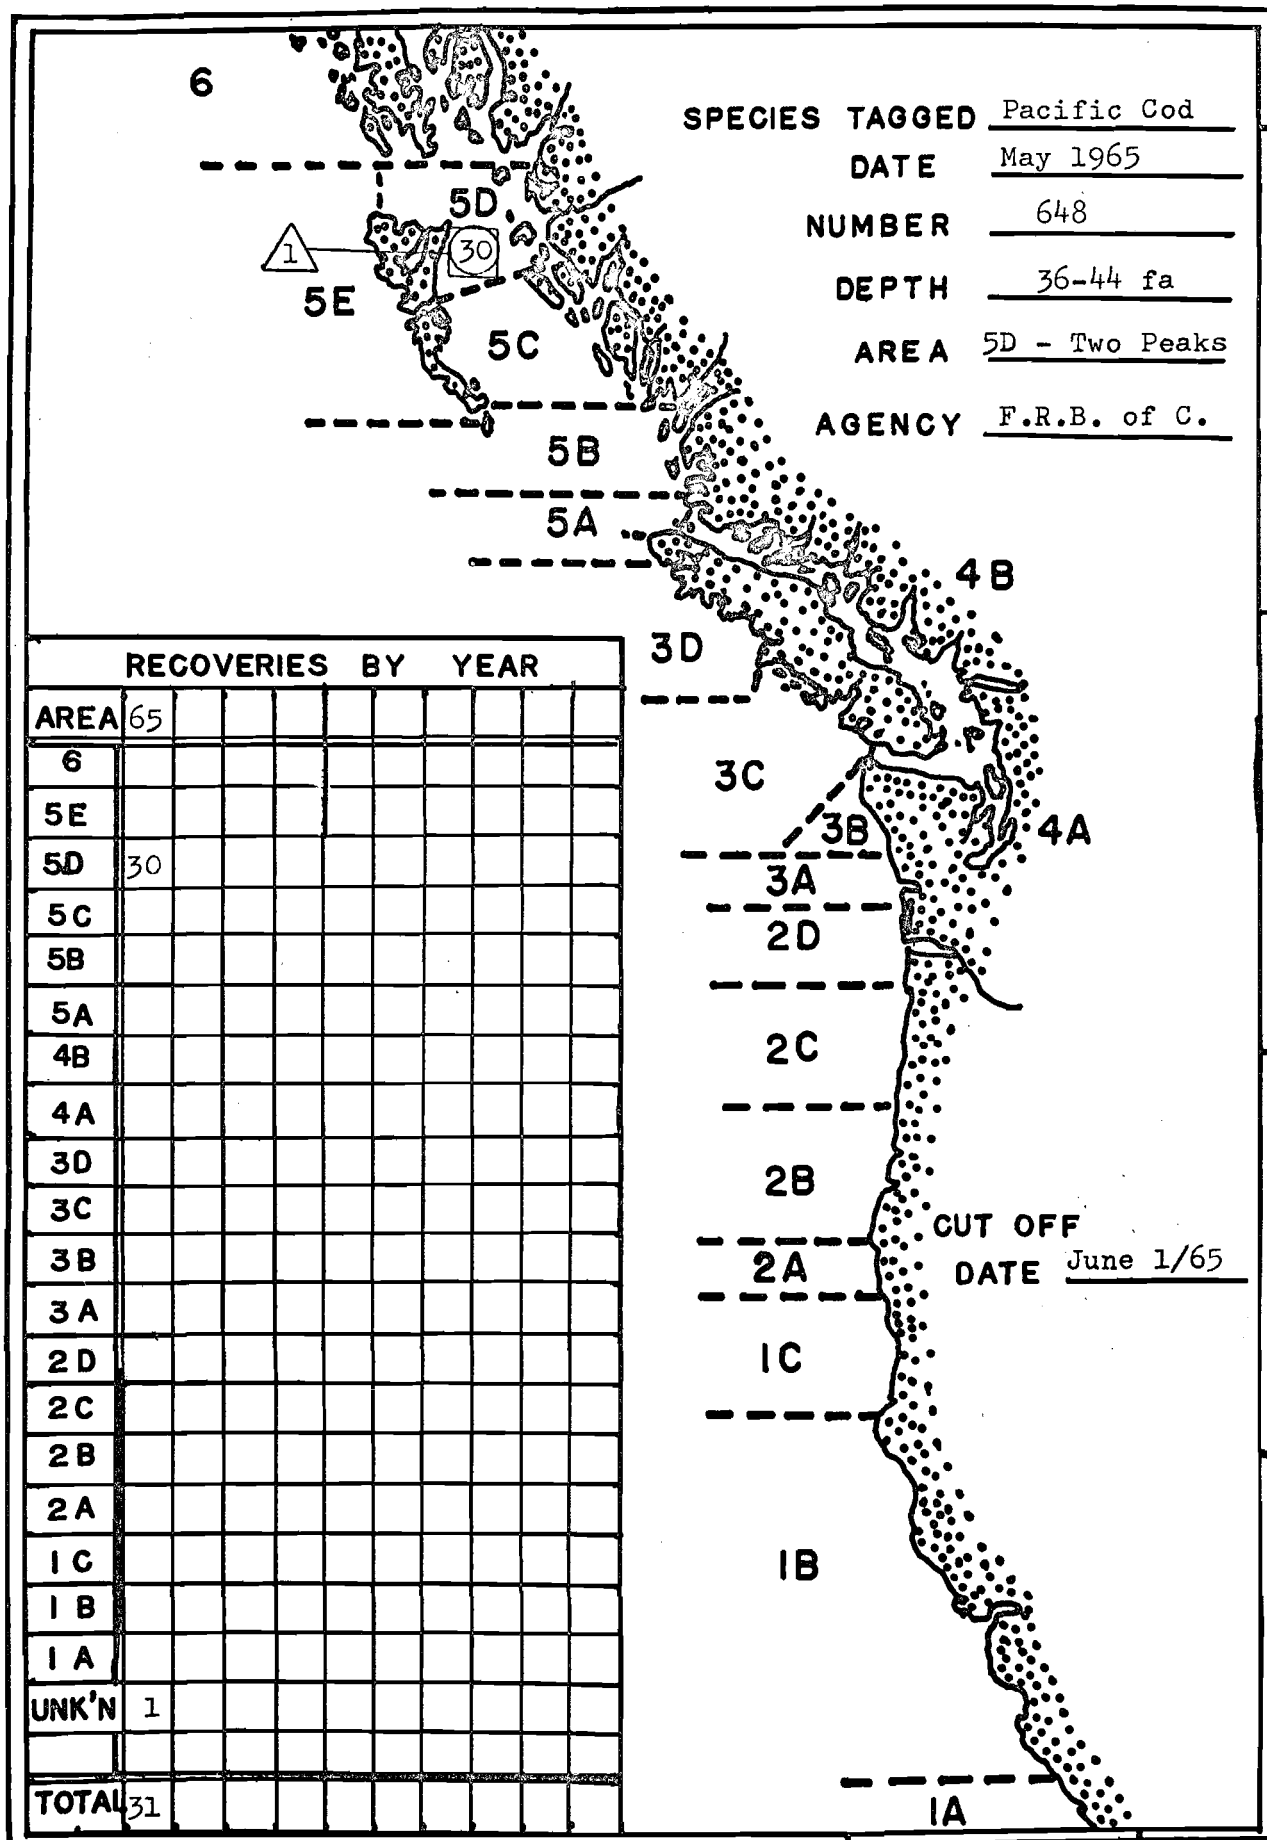 6
SPECIES TAGGED Pacific Cod
DATE May 1965
NUMBER 648
DEPTH 36-44 fa
AREA 5D - Two Peaks
AGENCY F.R.B. of C.
5D
1
30
5E
5C
5B
5A
4B
3D
3C
3B
4A
3A
2D
2C
2B
2A
1C
1B
1A
CUT OFF
DATE June 1/65
RECOVERIES BY YEAR
AREA 65
6
5E
5D 30
5C
5B
5A
4B
4A
3D
3C
3B
3A
2D
2C
2B
2A
1C
1B
1A
UNK'N 1
TOTAL 31